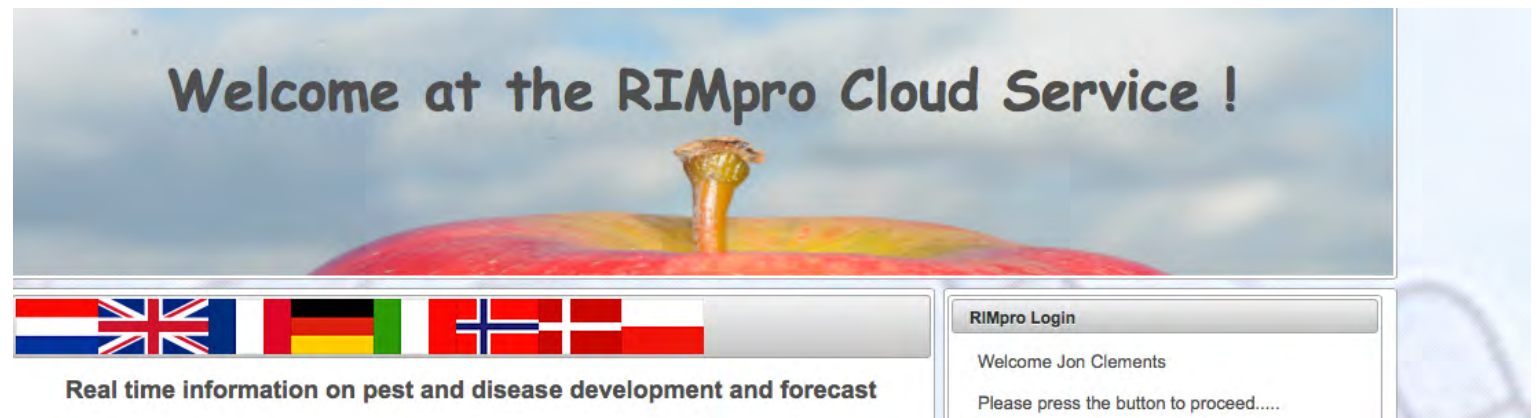 Welcome at the RIMpro Cloud Service !
Real time information on pest and disease development and forecast
RIMpro Login
Welcome Jon Clements
Please press the button to proceed.....